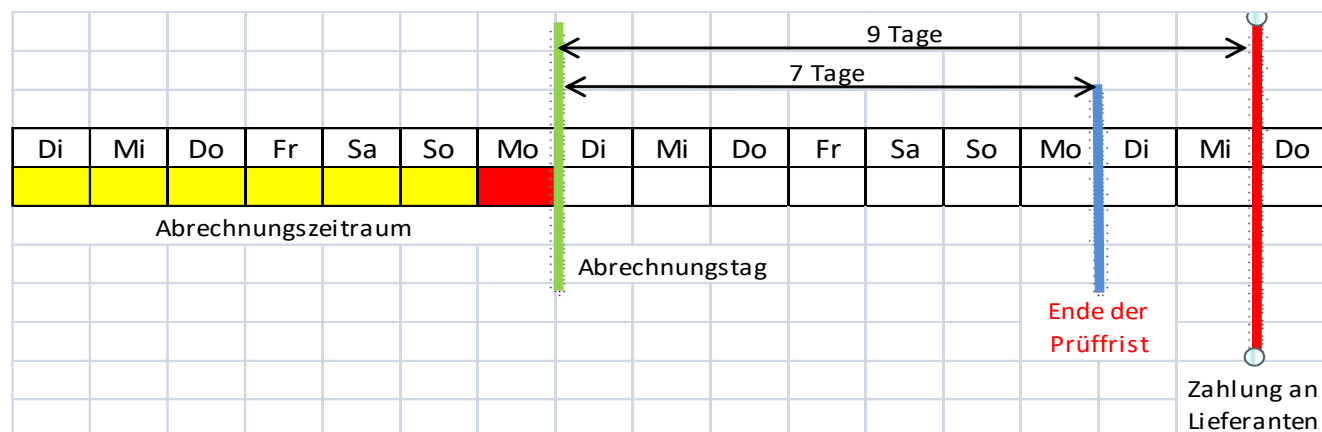 9 Tage
7 Tage
Di Mi Do Fr Sa So Mo Di Mi Do Fr Sa So Mo Di Mi Do
Abrechnungszeitraum
Abrechnungstag
Ende der
Prüffrist
Zahlung an
Lieferanten